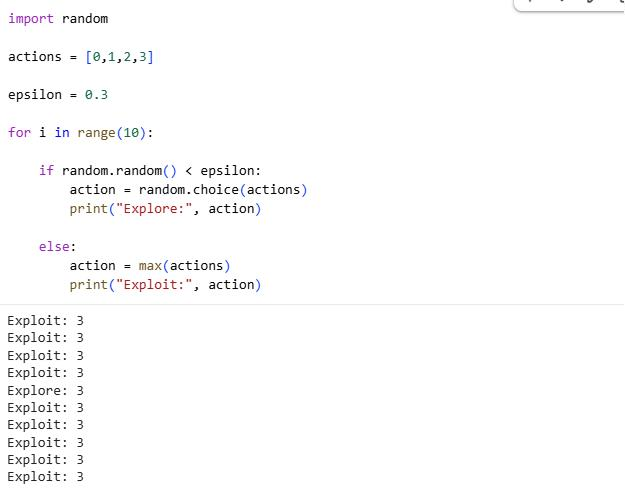 import random
actions = [0,1,2,3]
epsilon = 0.3
for i in range(10):
    if random.random() < epsilon:
        action = random.choice(actions)
        print("Explore:", action)
    else:
        action = max(actions)
        print("Exploit:", action)
Exploit: 3
Exploit: 3
Exploit: 3
Exploit: 3
Explore: 3
Exploit: 3
Exploit: 3
Exploit: 3
Exploit: 3
Exploit: 3